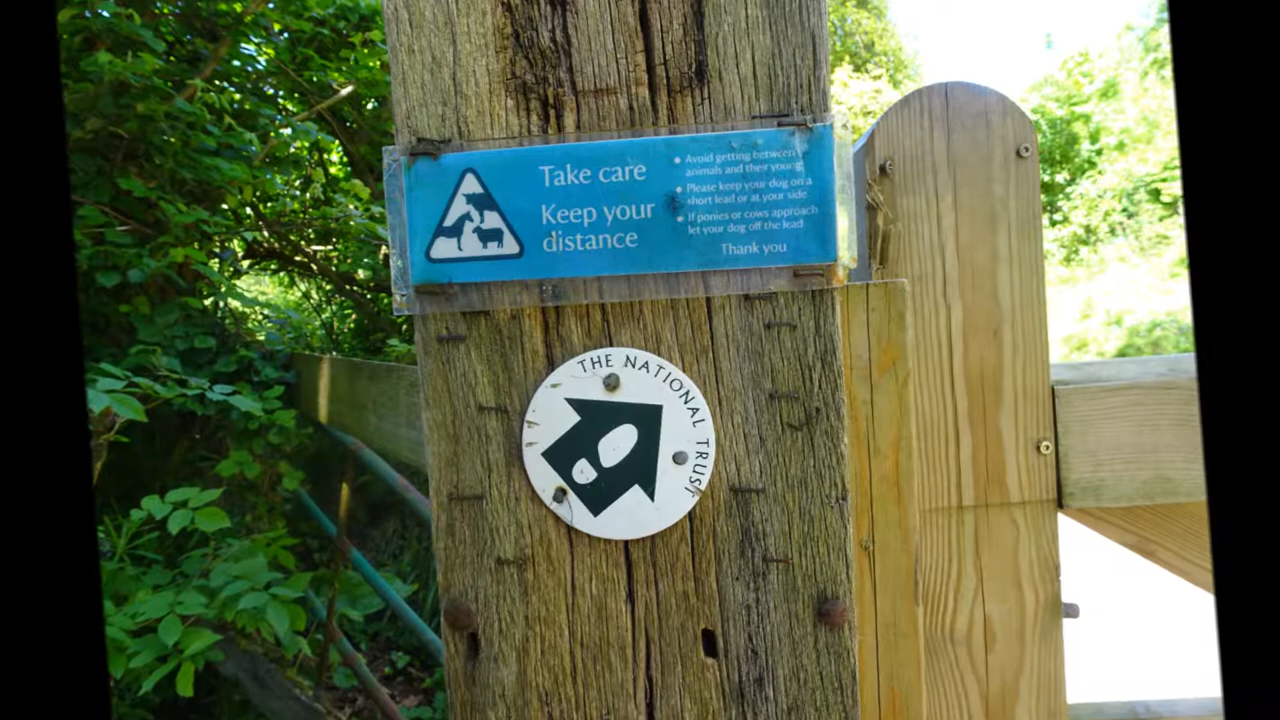 Take care
Keep your
distance
Avoid getting between
animals and their young
Please keep your dog on a
short lead or at your side
If ponies or cows approach
let your dog off the lead
Thank you
THE NATIONAL TRUST